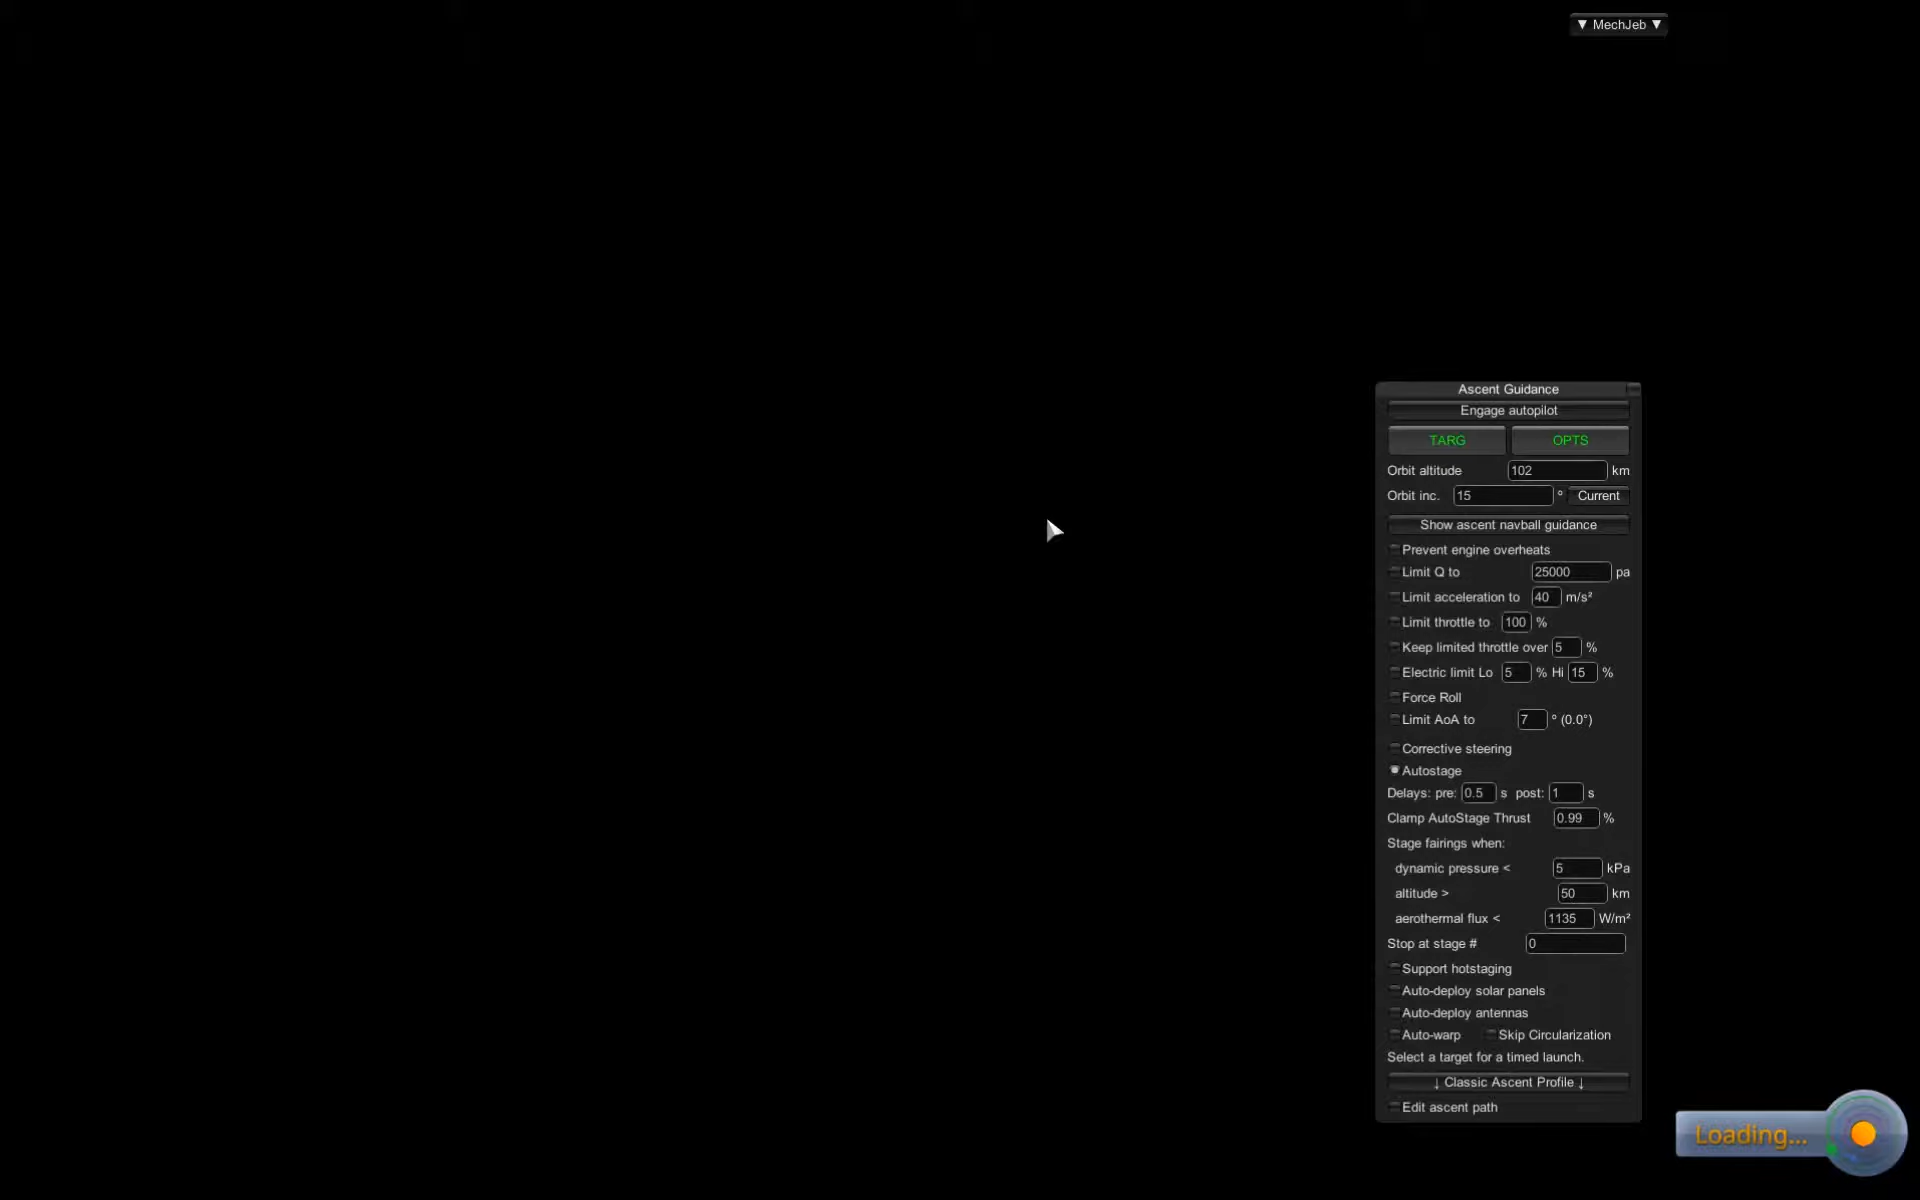 ▼ MechJeb ▼
Ascent Guidance
Engage autopilot
TARG OPTS
Orbit altitude 102 km
Orbit inc. 15 º Current
Show ascent navball guidance
Prevent engine overheats
Limit Q to 25000 pa
Limit acceleration to 40 m/s²
Limit throttle to 100 %
Keep limited throttle over 5 %
Electric limit Lo 5 % Hi 15 %
Force Roll
Limit AoA to 7 º (0.0°)
Corrective steering
Autostage
Delays: pre: 0.5 s post: 1 s
Clamp AutoStage Thrust 0.99 %
Stage fairings when:
dynamic pressure < 5 kPa
altitude > 50 km
aerothermal flux < 1135 W/m²
Stop at stage # 0
Support hotstaging
Auto-deploy solar panels
Auto-deploy antennas
Auto-warp Skip Circularization
Select a target for a timed launch.
↓ Classic Ascent Profile ↓
Edit ascent path
Loading...